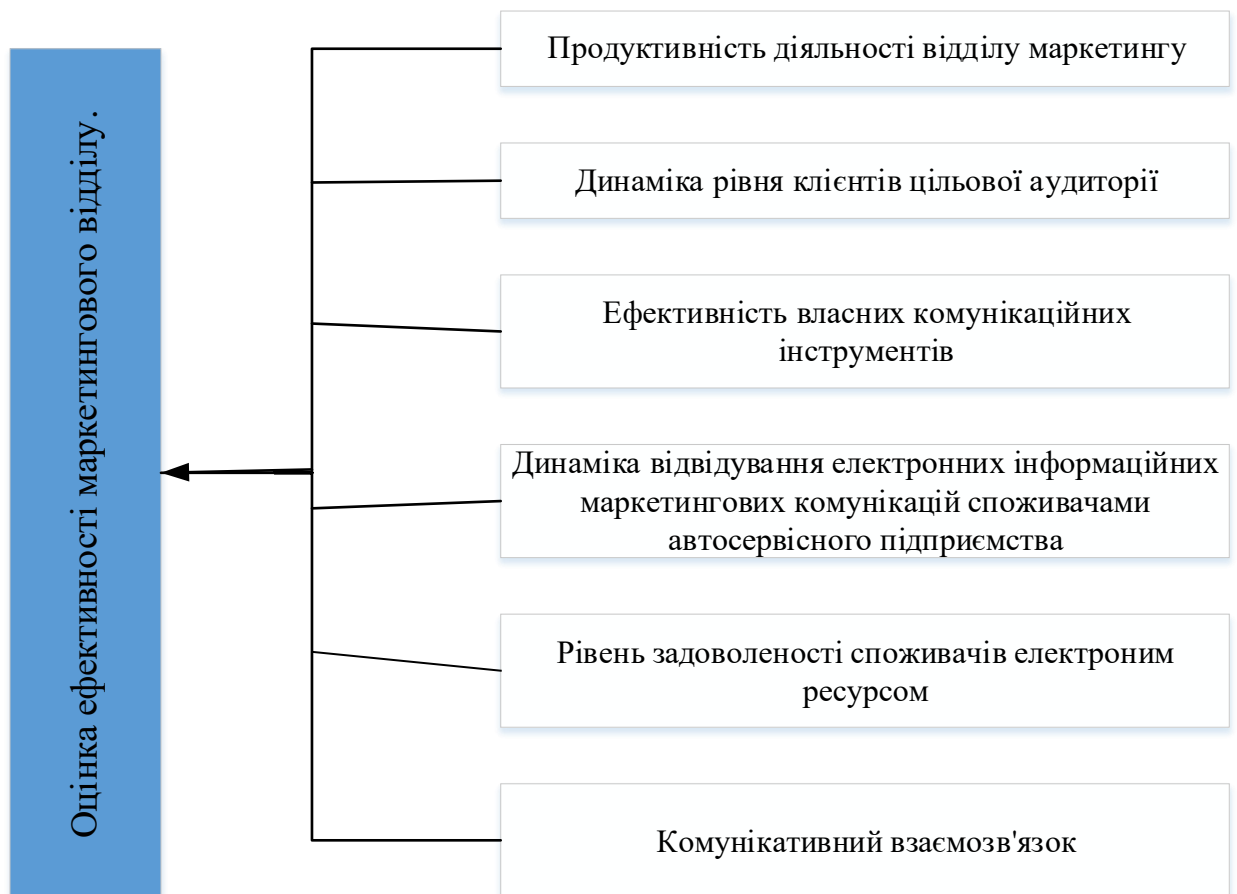 Оцінка ефективності маркетингового відділу.
Продуктивність діяльності відділу маркетингу
Динаміка рівня клієнтів цільової аудиторії
Ефективність власних комунікаційних
інструментів
Динаміка відвідування електронних інформаційних
маркетингових комунікацій споживачами
автосервісного підприємства
Рівень задоволеності споживачів електроним
ресурсом
Комунікативний взаємозв'язок